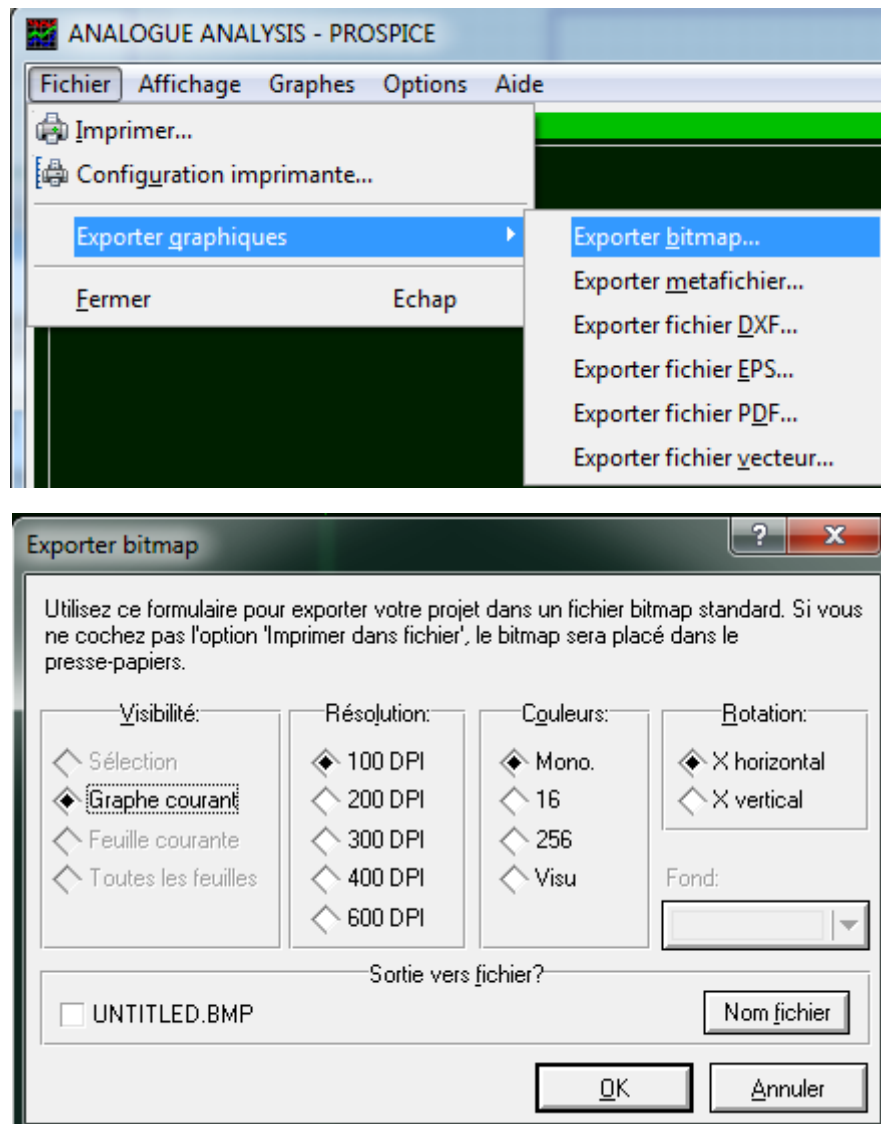 ANALOGUE ANALYSIS - PROSPICE
Fichier Affichage Graphes Options Aide
Imprimer...
Configuration imprimante...
Exporter graphiques
Fermer Echap
Exporter bitmap...
Exporter metafichier...
Exporter fichier DXF...
Exporter fichier EPS...
Exporter fichier PDF...
Exporter fichier vecteur...
Exporter bitmap
Utilisez ce formulaire pour exporter votre projet dans un fichier bitmap standard. Si vous
ne cochez pas l'option 'Imprimer dans fichier', le bitmap sera placé dans le
presse-papiers.
Visibilité:
Sélection
Graphe courant
Feuille courante
Toutes les feuilles
Résolution:
100 DPI
200 DPI
300 DPI
400 DPI
600 DPI
Couleurs:
Mono.
16
256
Visu
Rotation:
X horizontal
X vertical
Fond:
Sortie vers fichier?
UNTITLED.BMP
Nom fichier
OK
Annuler